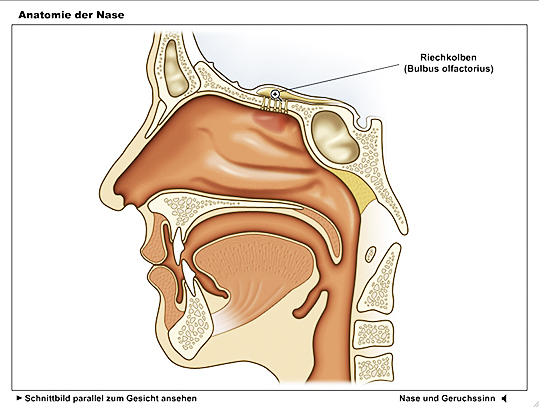 Anatomie der Nase
Riechkolben
(Bulbus olfactorius)
Schnittbild parallel zum Gesicht ansehen
Nase und Geruchssinn